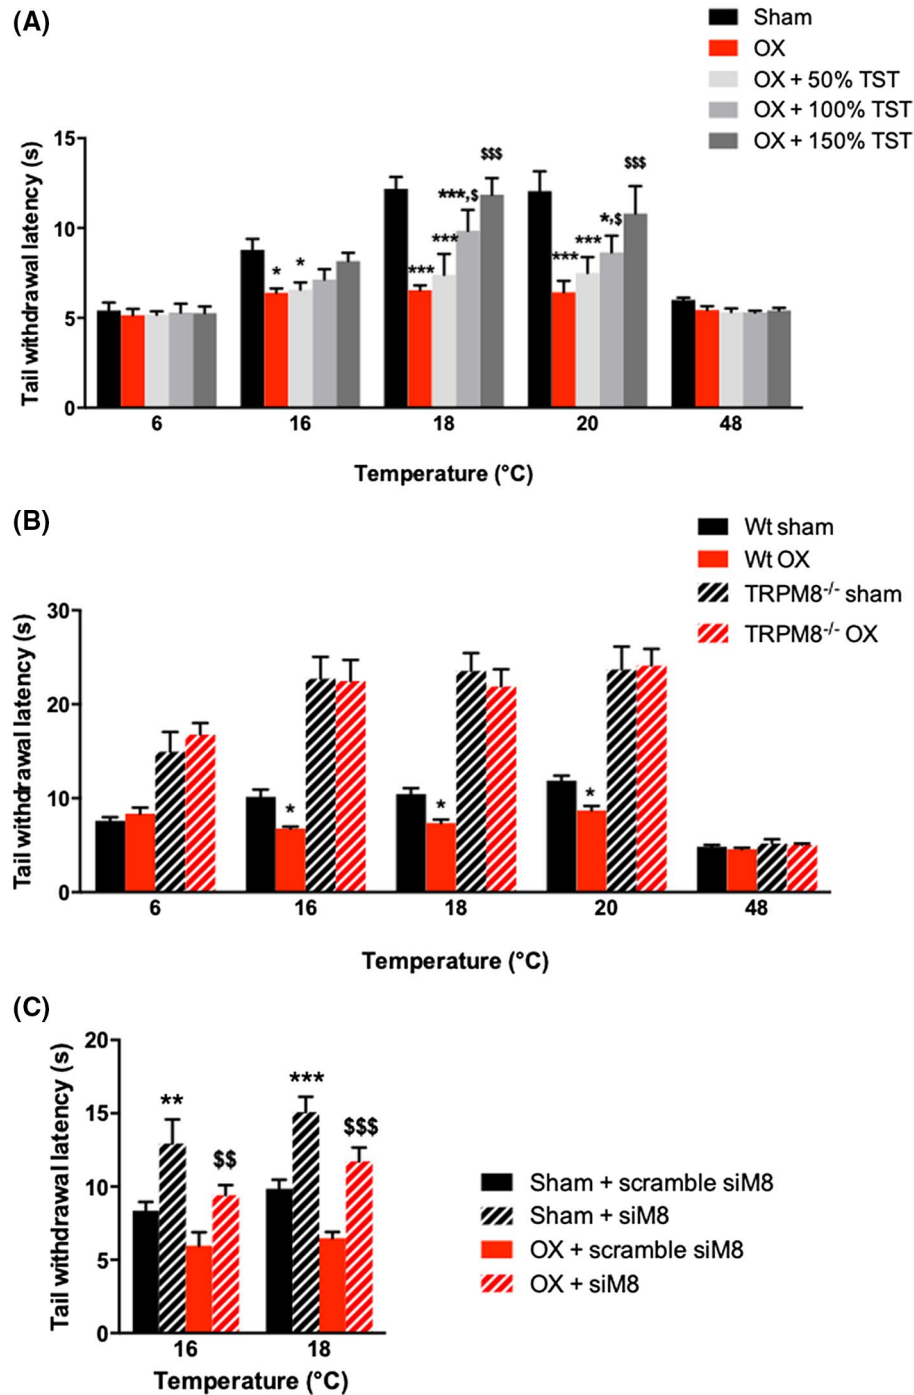 (A)
Sham
OX
OX + 50% TST
OX + 100% TST
OX + 150% TST
Tail withdrawal latency (s)
15
10
5
0
* *
*** *** ***,$ $$$
*** *** *,$ $$$
6 16 18 20 48
Temperature (°C)
(B)
Wt sham
Wt OX
TRPM8-/- sham
TRPM8-/- OX
Tail withdrawal latency (s)
30
20
10
0
* * *
6 16 18 20 48
Temperature (°C)
(C)
Tail withdrawal latency (s)
20
15
10
5
0
** $$ *** $$$
16 18
Temperature (°C)
Sham + scramble siM8
Sham + siM8
OX + scramble siM8
OX + siM8